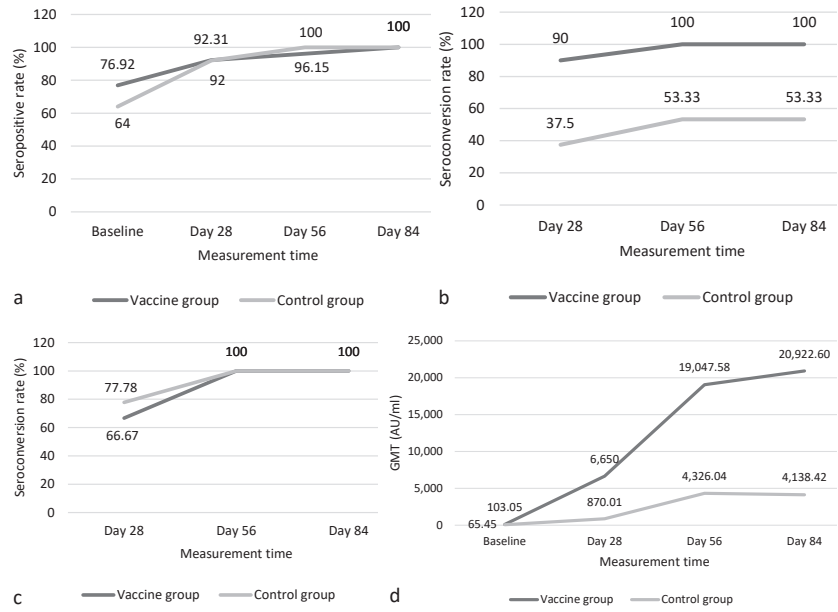 Seropositive rate (%)
120
100
80
60
40
20
0
76.92
64
92.31
92
100
96.15
100
Baseline Day 28 Day 56 Day 84
Measurement time
a
Vaccine group Control group
Seroconversion rate (%)
120
100
80
60
40
20
0
90
37.5
100
53.33
100
53.33
Day 28 Day 56 Day 84
Measurement time
b
Vaccine group Control group
Seroconversion rate (%)
120
100
80
60
40
20
0
77.78
66.67
100
100
Day 28 Day 56 Day 84
Measurement time
c
Vaccine group Control group
GMT (AU/ml)
25,000
20,000
15,000
10,000
5,000
0
103.05
65.45
6,650
870.01
19,047.58
4,326.04
20,922.60
4,138.42
Baseline Day 28 Day 56 Day 84
Measurement time
d
Vaccine group Control group